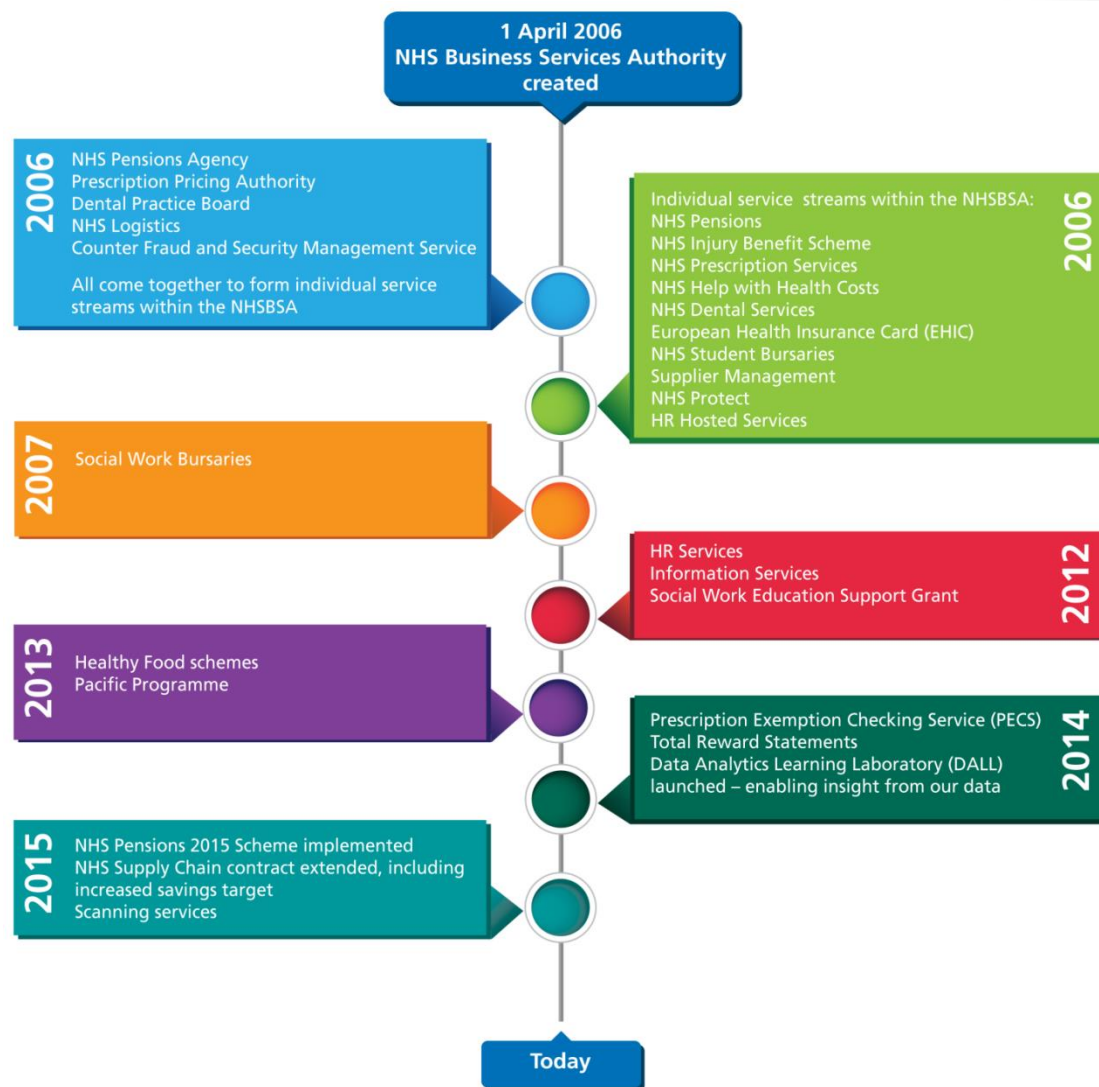 1 April 2006
NHS Business Services Authority
created
2006
NHS Pensions Agency
Prescription Pricing Authority
Dental Practice Board
NHS Logistics
Counter Fraud and Security Management Service
All come together to form individual service
streams within the NHSBSA
2006
Individual service streams within the NHSBSA:
NHS Pensions
NHS Injury Benefit Scheme
NHS Prescription Services
NHS Help with Health Costs
NHS Dental Services
European Health Insurance Card (EHIC)
NHS Student Bursaries
Supplier Management
NHS Protect
HR Hosted Services
2007
Social Work Bursaries
2012
HR Services
Information Services
Social Work Education Support Grant
2013
Healthy Food schemes
Pacific Programme
2014
Prescription Exemption Checking Service (PECS)
Total Reward Statements
Data Analytics Learning Laboratory (DALL)
launched – enabling insight from our data
2015
NHS Pensions 2015 Scheme implemented
NHS Supply Chain contract extended, including
increased savings target
Scanning services
Today